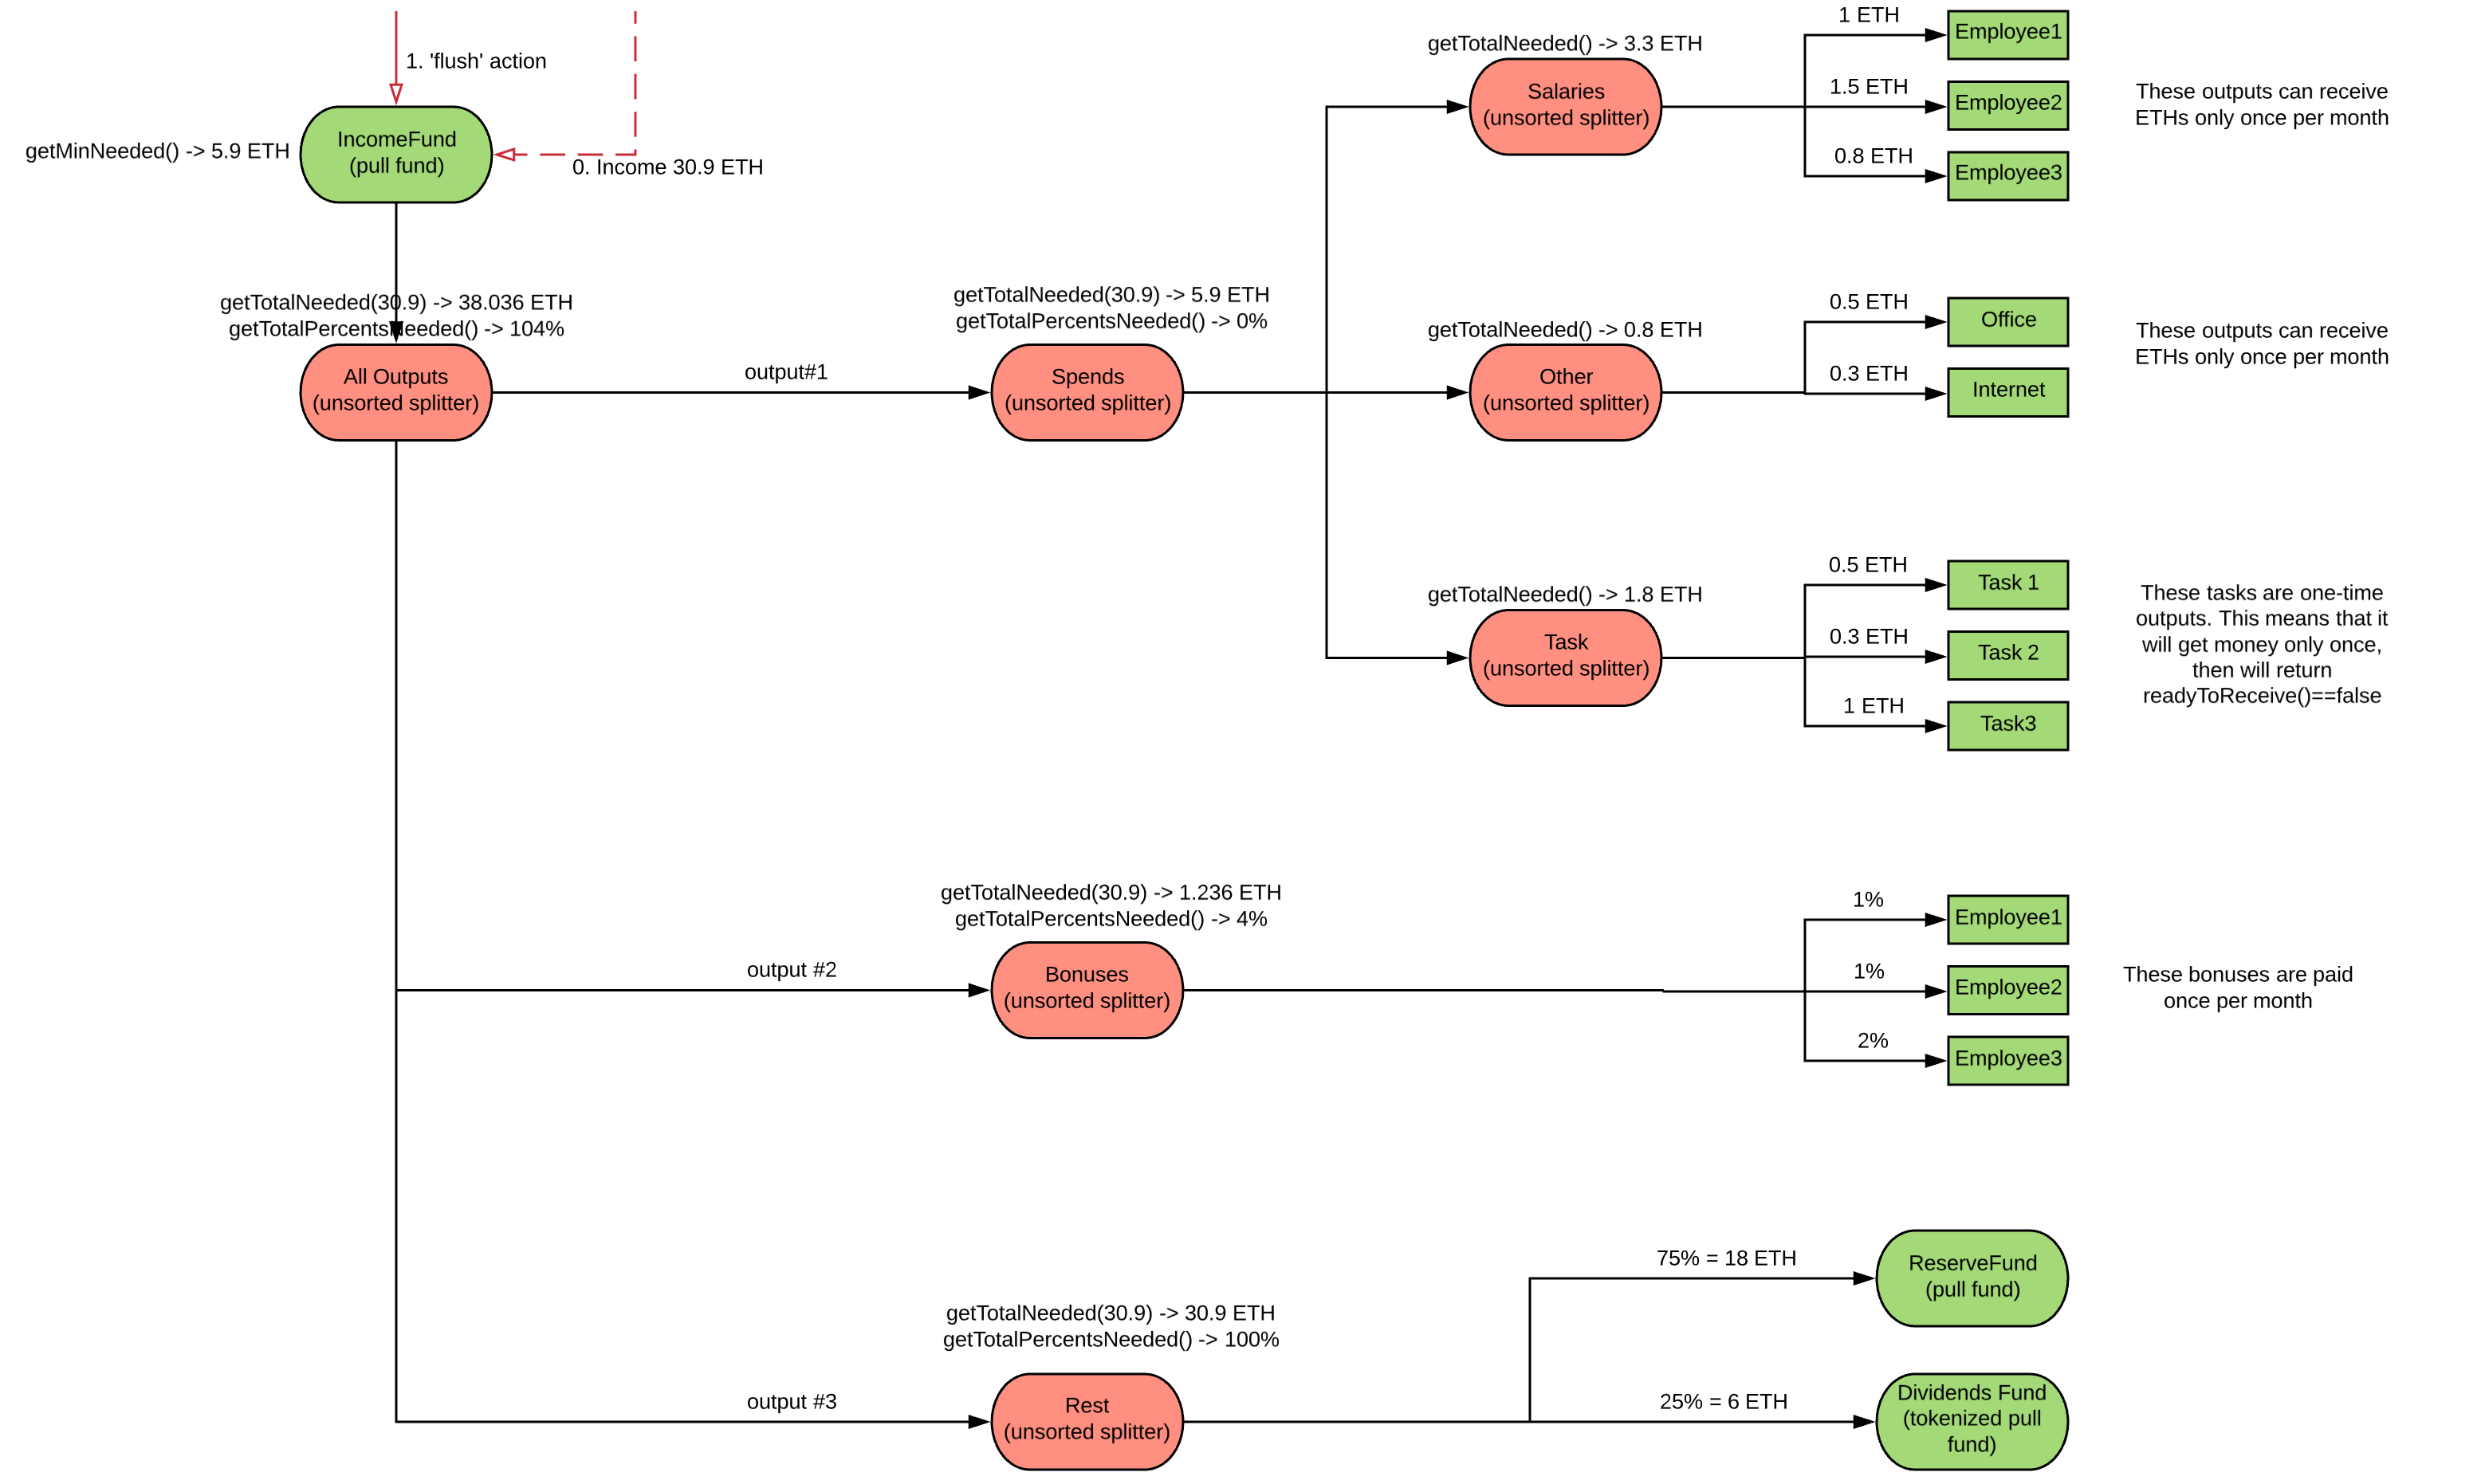 1. 'flush' action
IncomeFund
(pull fund)
getMinNeeded() -> 5.9 ETH
0. Income 30.9 ETH
getTotalNeeded(30.9) -> 38.036 ETH
getTotalPercentsNeeded() -> 104%
All Outputs
(unsorted splitter)
output#1
getTotalNeeded(30.9) -> 5.9 ETH
getTotalPercentsNeeded() -> 0%
Spends
(unsorted splitter)
getTotalNeeded() -> 3.3 ETH
Salaries
(unsorted splitter)
1 ETH
Employee1
1.5 ETH
Employee2
0.8 ETH
Employee3
These outputs can receive
ETHs only once per month
getTotalNeeded() -> 0.8 ETH
Other
(unsorted splitter)
0.5 ETH
Office
0.3 ETH
Internet
These outputs can receive
ETHs only once per month
getTotalNeeded() -> 1.8 ETH
Task
(unsorted splitter)
0.5 ETH
Task 1
0.3 ETH
Task 2
1 ETH
Task3
These tasks are one-time
outputs. This means that it
will get money only once,
then will return
readyToReceive()==false
output #2
getTotalNeeded(30.9) -> 1.236 ETH
getTotalPercentsNeeded() -> 4%
Bonuses
(unsorted splitter)
1%
Employee1
1%
Employee2
2%
Employee3
These bonuses are paid
once per month
output #3
getTotalNeeded(30.9) -> 30.9 ETH
getTotalPercentsNeeded() -> 100%
Rest
(unsorted splitter)
75% = 18 ETH
ReserveFund
(pull fund)
25% = 6 ETH
Dividends Fund
(tokenized pull
fund)